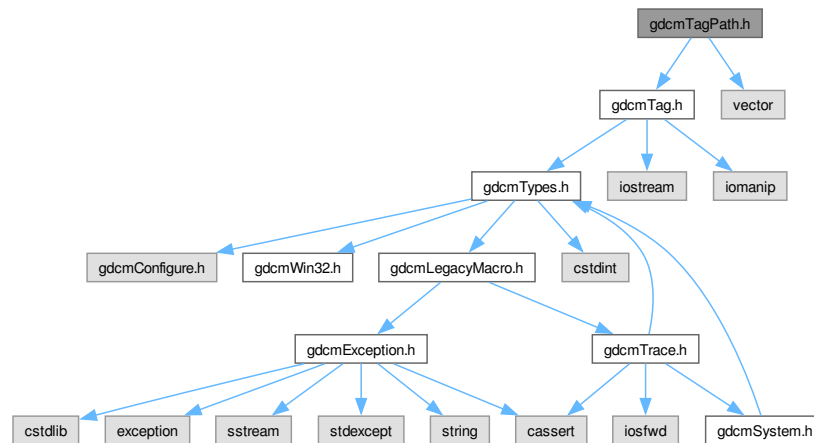 gdcmTagPath.h
gdcmTag.h
vector
gdcmTypes.h
iostream
iomanip
gdcmConfigure.h
gdcmWin32.h
gdcmLegacyMacro.h
cstdint
gdcmException.h
gdcmTrace.h
cstdlib
exception
sstream
stdexcept
string
cassert
iosfwd
gdcmSystem.h